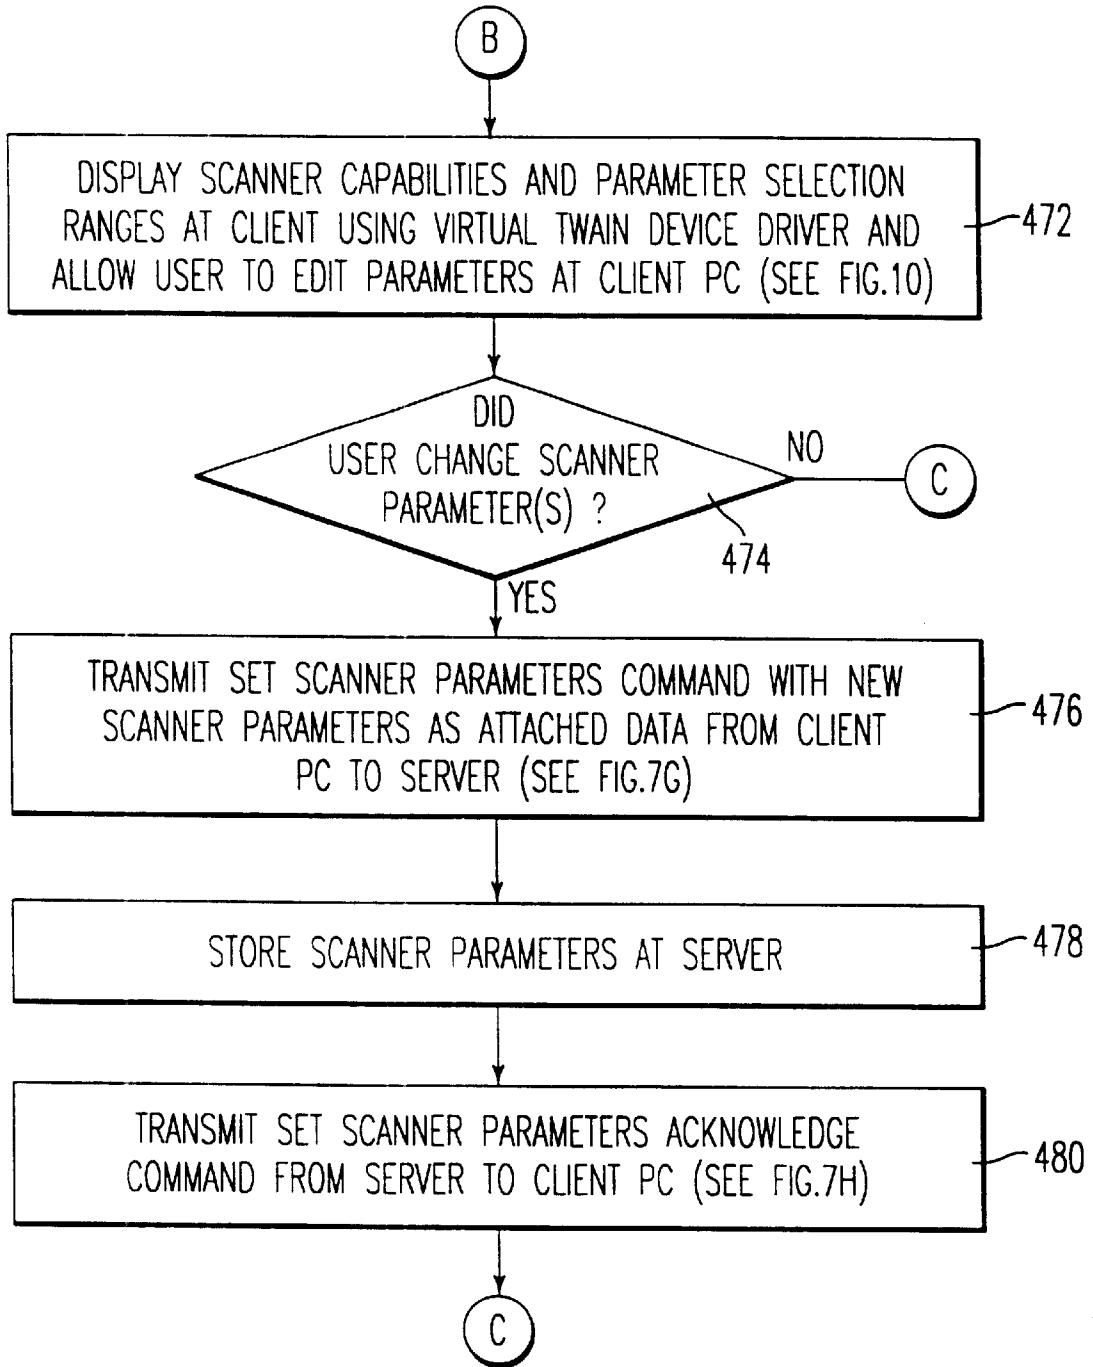 B
DISPLAY SCANNER CAPABILITIES AND PARAMETER SELECTION
RANGES AT CLIENT USING VIRTUAL TWAIN DEVICE DRIVER AND
ALLOW USER TO EDIT PARAMETERS AT CLIENT PC (SEE FIG.10)
472
DID
USER CHANGE SCANNER
PARAMETER(S) ?
474
NO
C
YES
TRANSMIT SET SCANNER PARAMETERS COMMAND WITH NEW
SCANNER PARAMETERS AS ATTACHED DATA FROM CLIENT
PC TO SERVER (SEE FIG.7G)
476
STORE SCANNER PARAMETERS AT SERVER
478
TRANSMIT SET SCANNER PARAMETERS ACKNOWLEDGE
COMMAND FROM SERVER TO CLIENT PC (SEE FIG.7H)
480
C